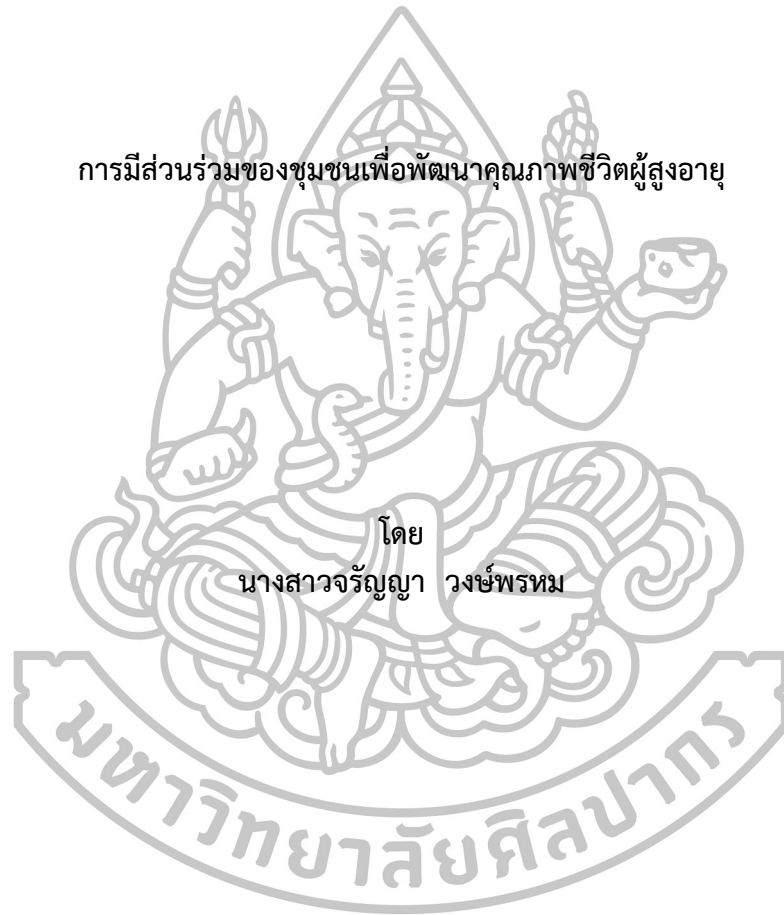 การมีส่วนร่วมของชุมชนเพื่อพัฒนาคุณภาพชีวิตผู้สูงอายุ
โดย
นางสาวจรัญญา วงษ์พรหม
มหาวิทยาลัยศิลปากร